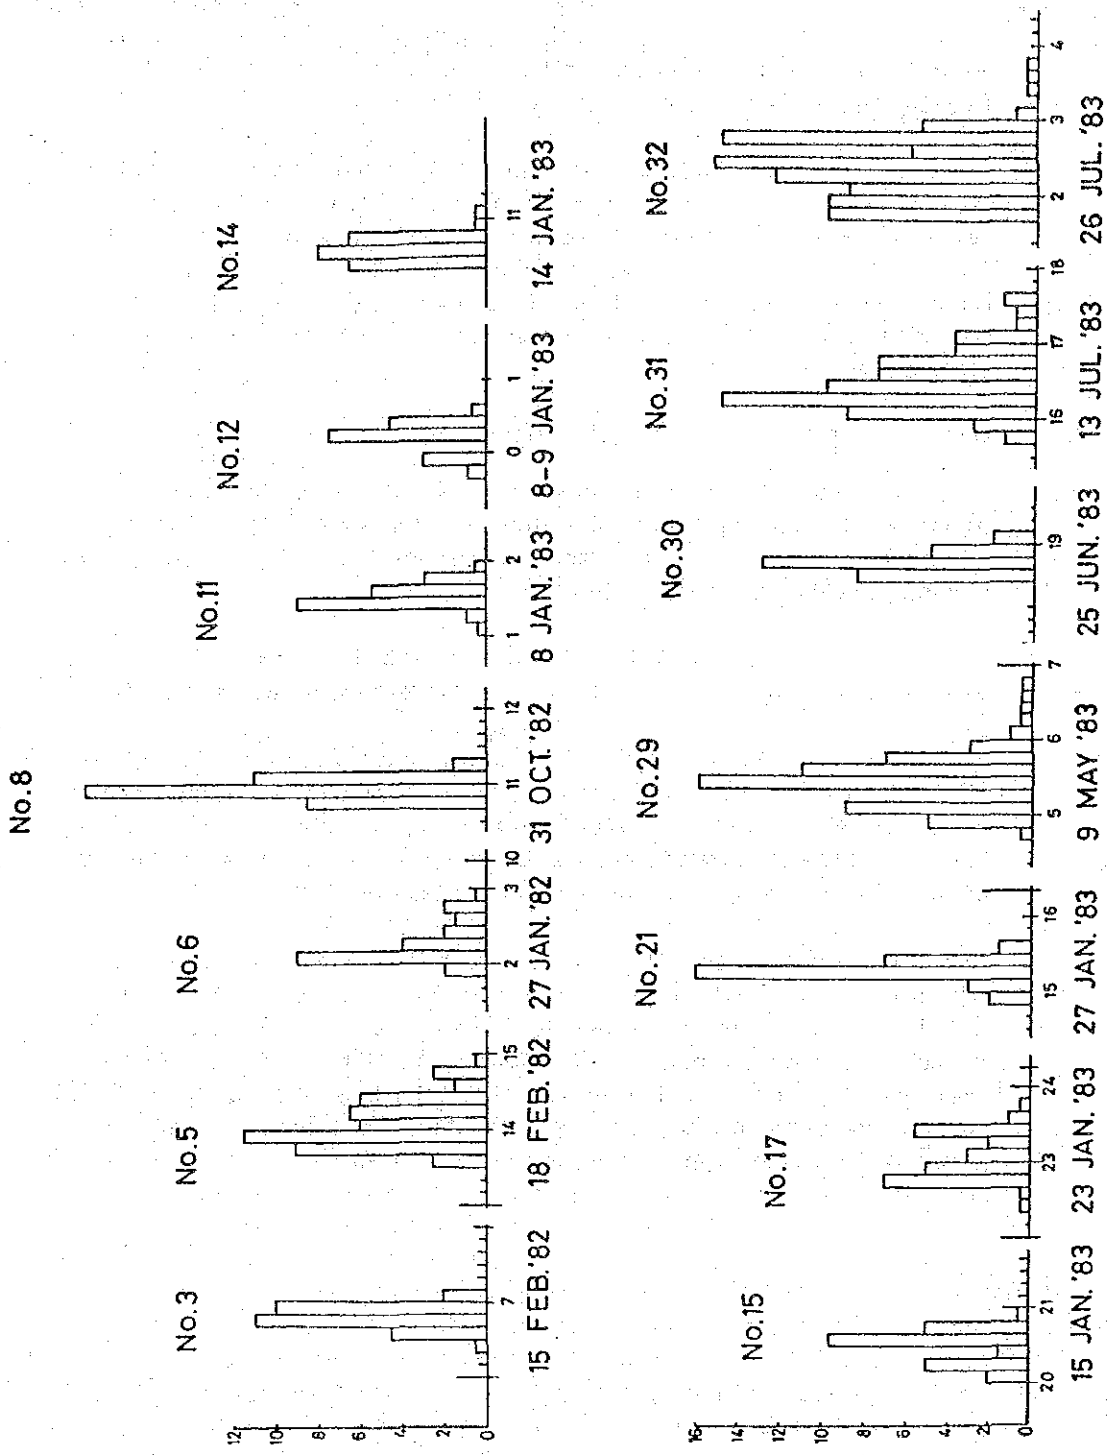 No.3
No.5
No.6
No.8
No.11
No.12
No.14
12
10
8
6
4
2
0
7
14
15
2
3
10
11
12
1
2
0
1
11
15 FEB.'82
18 FEB.'82
27 JAN.'82
31 OCT.'82
8 JAN.'83
8-9 JAN.'83
14 JAN.'83
No.15
No.17
No.21
No.29
No.30
No.31
No.32
16
14
12
10
8
6
4
2
0
20
21
23
24
15
16
5
6
7
19
16
17
18
2
3
4
15 JAN.'83
23 JAN.'83
27 JAN.'83
9 MAY '83
25 JUN.'83
13 JUL.'83
26 JUL.'83